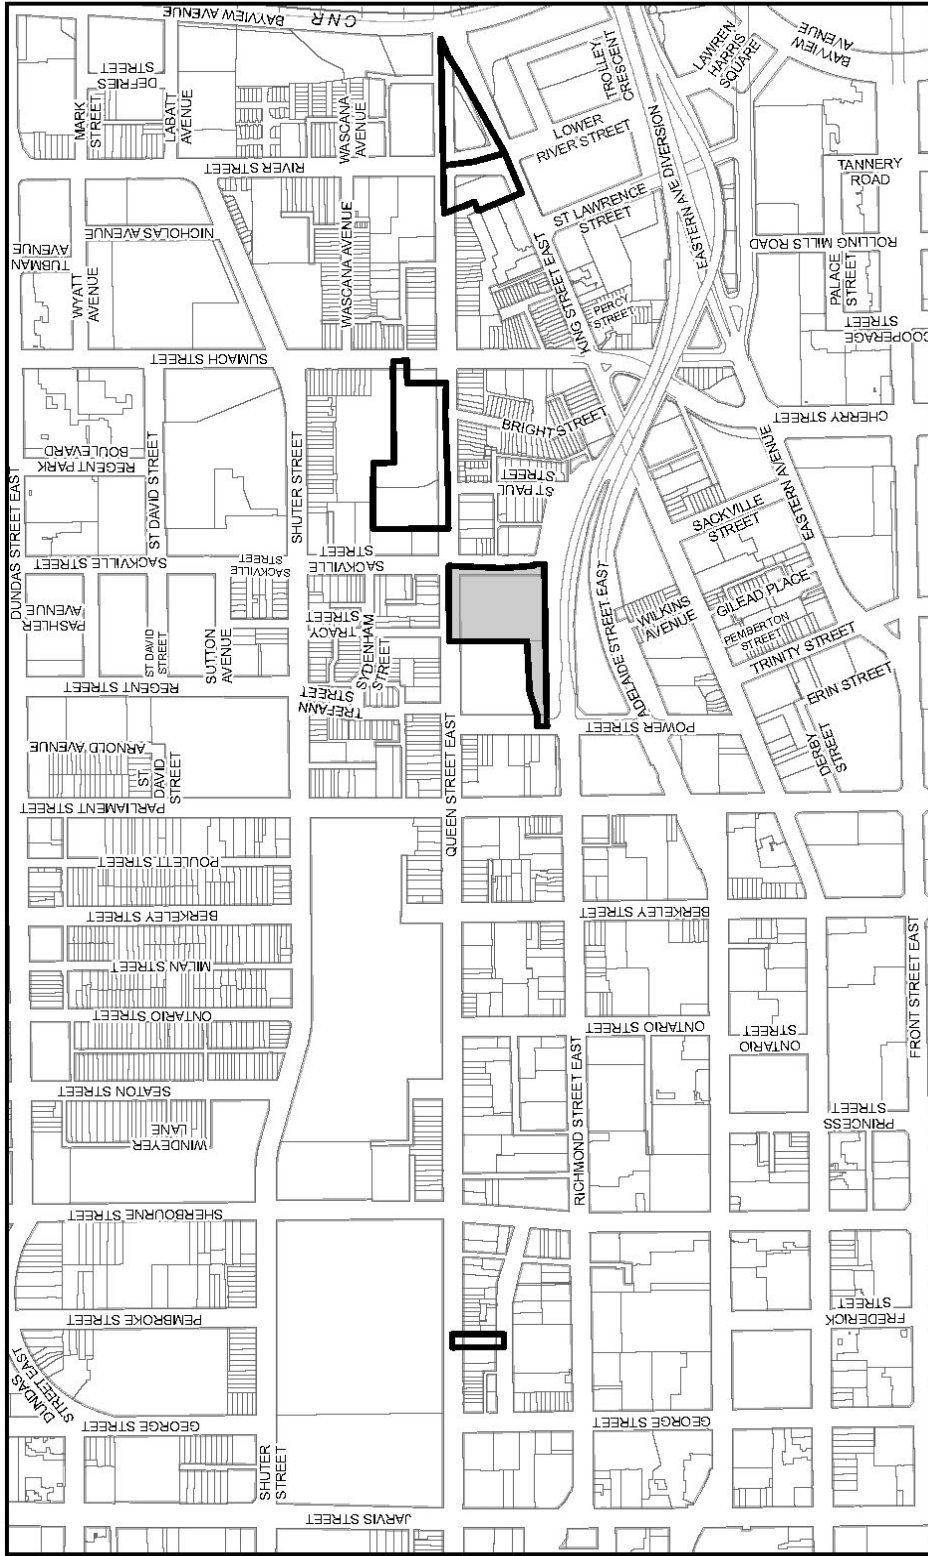 BAYVIEW AVENUE
CNR
DEFRIES
STREET
MARK
STREET
LABATT
AVENUE
RIVER STREET
WASCANA
AVENUE
TROLLEY
CRESCENT
LAWREN
HARRIS
SQUARE
BAYVIEW
AVENUE
LOWER
RIVER STREET
EASTERN AVE DIVERSION
TANNERY
ROAD
ST LAWRENCE
STREET
NICHOLAS AVENUE
WASCANA AVENUE
TUBMAN
AVENUE
WYATT
AVENUE
KING STREET EAST
PERCY
STREET
ROLLING MILLS ROAD
PALACE
STREET
COOPERAGE
STREET
SUMACH STREET
CHERRY STREET
REGENT PARK
BOULEVARD
ST DAVID STREET
SHUTER STREET
BRIGHT STREET
ST PAUL
STREET
EASTERN AVENUE
SACKVILLE
STREET
DUNDAS STREET EAST
SACKVILLE STREET
SACKVILLE
STREET
SACKVILLE
STREET
PASHLER
AVENUE
ST DAVID
STREET
SUTTON
AVENUE
TRACY
STREET
SYDENHAM
STREET
TREFANN
STREET
ADELAIDE STREET EAST
WILKINS
AVENUE
GILEAD PLACE
PEMBERTON
STREET
TRINITY STREET
ERIN STREET
REGENT STREET
POWER STREET
DERBY
STREET
ARNOLD AVENUE
ST
DAVID
STREET
QUEEN STREET EAST
PARLIAMENT STREET
POULETT STREET
BERKELEY STREET
BERKELEY STREET
MILAN STREET
ONTARIO STREET
ONTARIO STREET
ONTARIO
STREET
FRONT STREET EAST
SEATON STREET
RICHMOND STREET EAST
WINDEYER
LANE
PRINCESS
STREET
SHERBOURNE STREET
PEMBROKE STREET
FREDERICK
STREET
DUNDAS
STREET EAST
GEORGE STREET
GEORGE STREET
SHUTER
STREET
JARVIS STREET